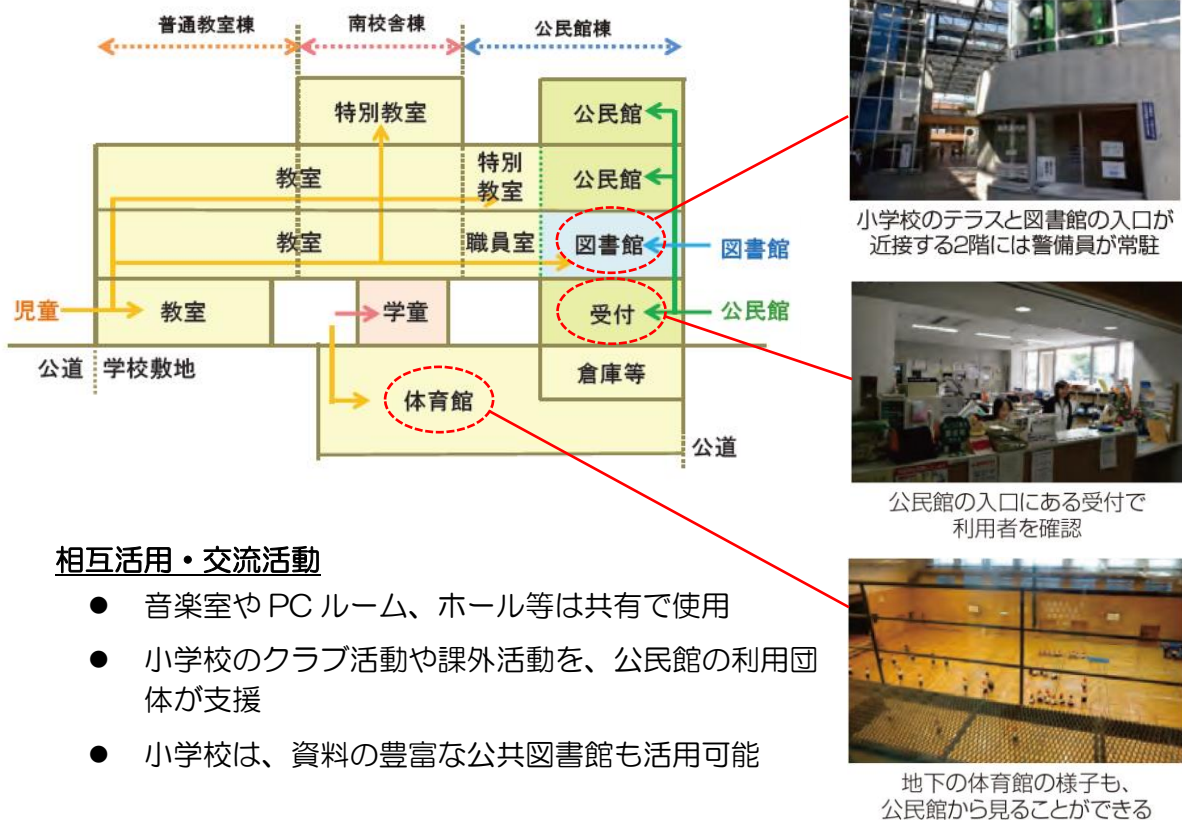 普通教室棟
南校舎棟
公民館棟
特別教室
公民館
教室
特別
教室
公民館
教室
職員室
図書館
図書館
児童
教室
学童
受付
公民館
公道
学校敷地
倉庫等
体育館
公道
小学校のテラスと図書館の入口が
近接する2階には警備員が常駐
公民館の入口にある受付で
利用者を確認
地下の体育館の様子も、
公民館から見ることができる
相互活用・交流活動
● 音楽室や PC ルーム、ホール等は共有で使用
● 小学校のクラブ活動や課外活動を、公民館の利用団
体が支援
● 小学校は、資料の豊富な公共図書館も活用可能